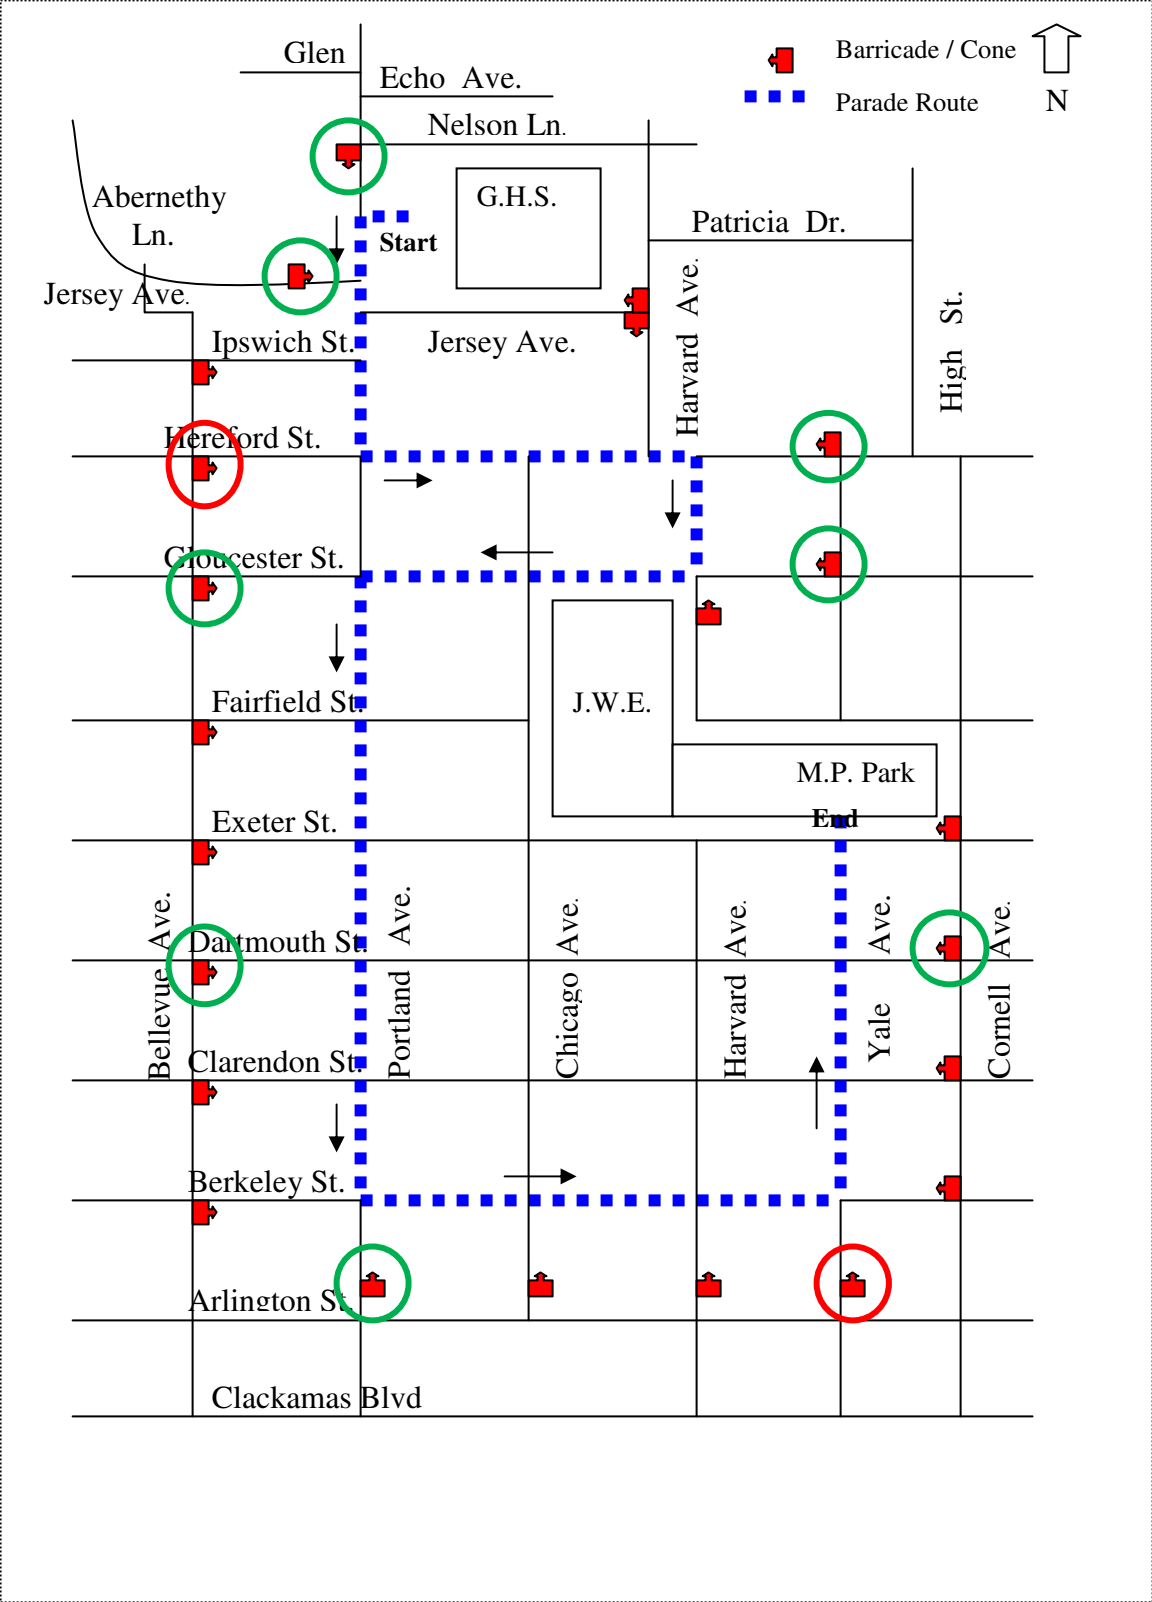 Glen
Barricade / Cone
Echo Ave.
Parade Route
N
Nelson Ln.
Abernethy
Ln.
G.H.S.
Patricia Dr.
Start
Jersey Ave.
Ipswich St.
Jersey Ave.
Harvard Ave.
High St.
Hereford St.
Gloucester St.
Fairfield St.
J.W.E.
M.P. Park
End
Exeter St.
Bellevue Ave.
Dartmouth St.
Portland Ave.
Chicago Ave.
Harvard Ave.
Yale Ave.
Cornell Ave.
Clarendon St.
Berkeley St.
Arlington St.
Clackamas Blvd